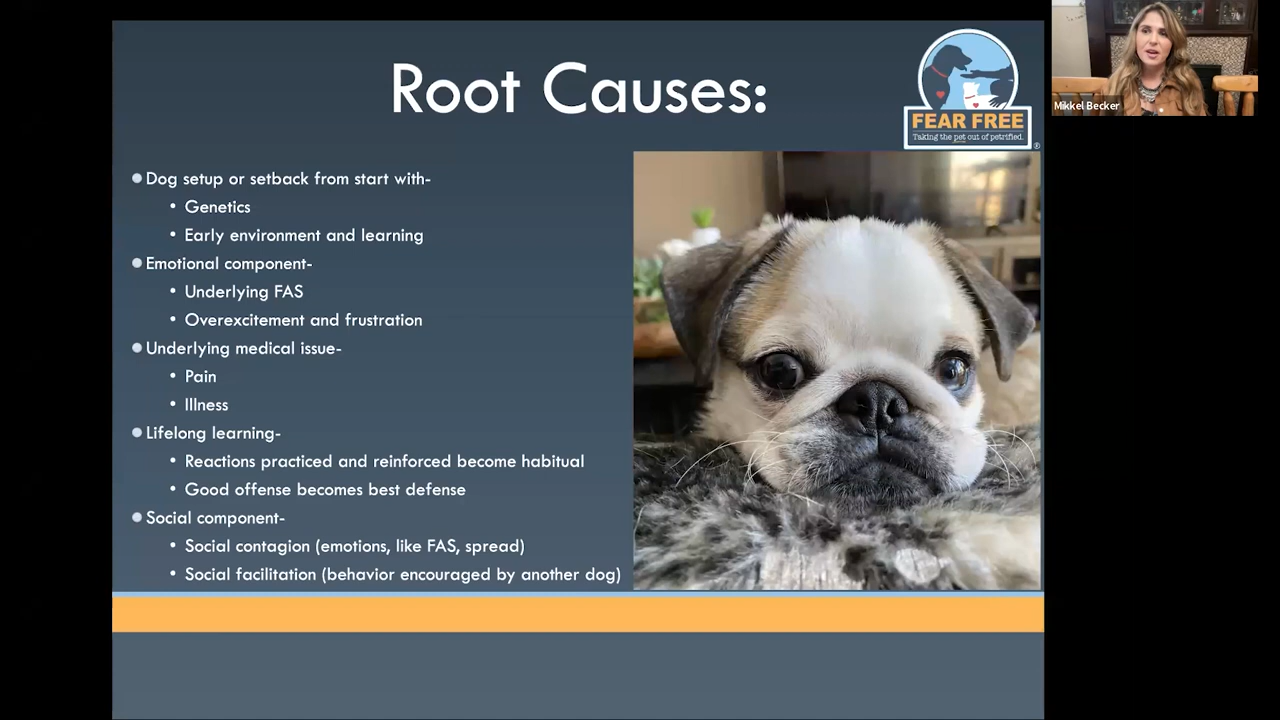 Root Causes:
FEAR FREE
Taking the pet out of petrified.
®
Mikkel Becker
Dog setup or setback from start with-
Genetics
Early environment and learning
Emotional component-
Underlying FAS
Overexcitement and frustration
Underlying medical issue-
Pain
Illness
Lifelong learning-
Reactions practiced and reinforced become habitual
Good offense becomes best defense
Social component-
Social contagion (emotions, like FAS, spread)
Social facilitation (behavior encouraged by another dog)